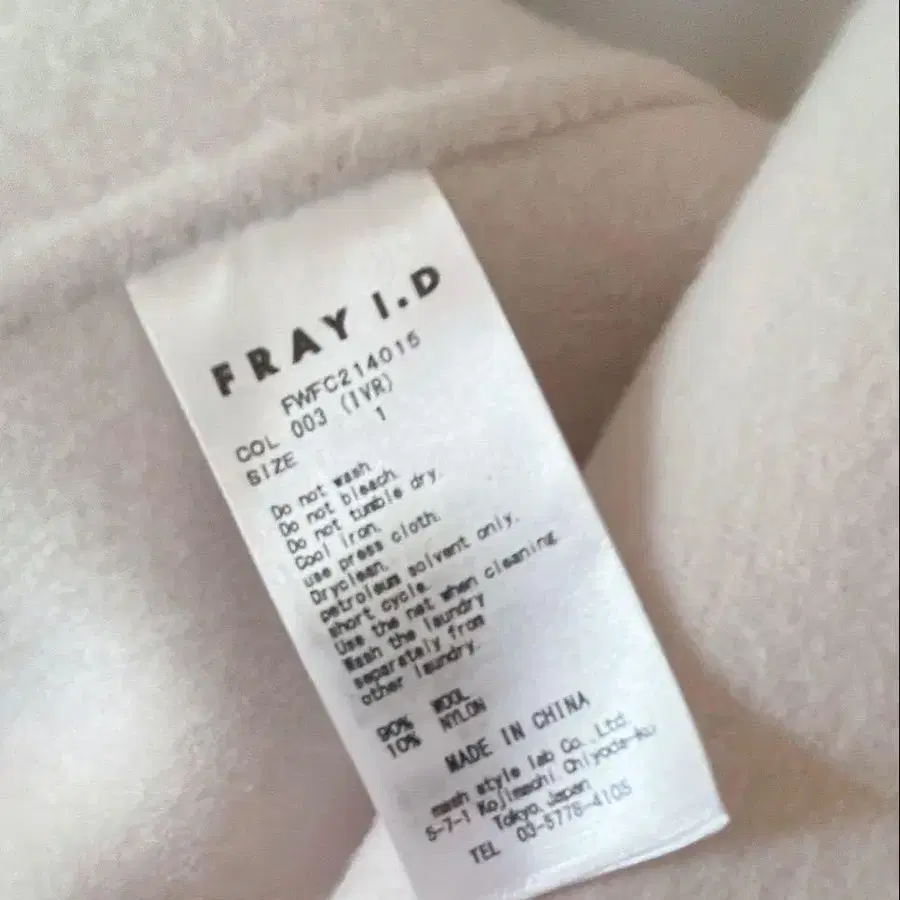 FRAY I.D
FWFC214015
COL 003 (IVR)
SIZE 1
Do not wash.
Do not bleach.
Do not tumble dry.
Cool iron.
use press cloth.
Dryclean.
petroleum solvent only.
short cycle.
Use the net when cleaning.
Wash the laundry
separately from
other laundry.
90% WOOL
10% NYLON
MADE IN CHINA
mash style lab Co., Ltd.
5-7-1 Kojimachi Chiyoda-ku
Tokyo Japan
TEL 03-5778-4105